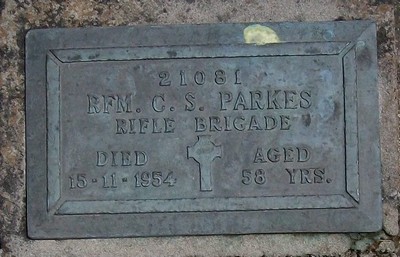 21081
RFM. C. S. PARKES
RIFLE BRIGADE
DIED AGED
15-11-1954 58 YRS.